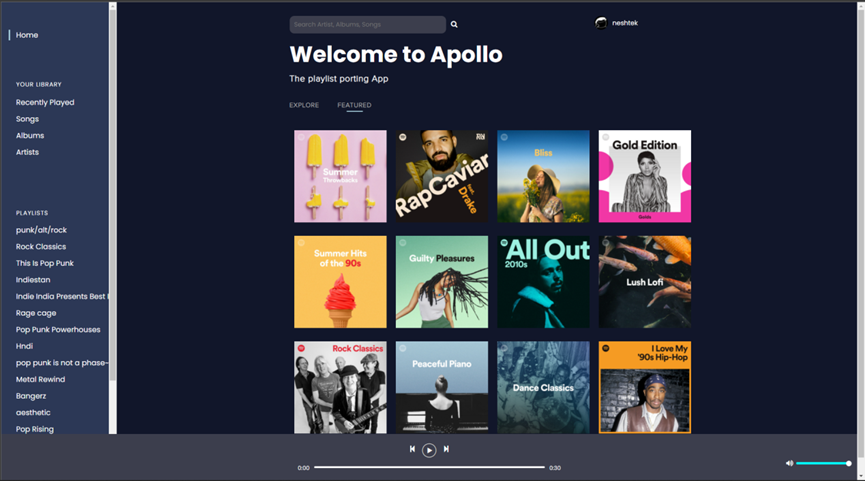 Home
YOUR LIBRARY
Recently Played
Songs
Albums
Artists
PLAYLISTS
punk/alt/rock
Rock Classics
This Is Pop Punk
Indiestan
Indie India Presents Best
Rage cage
Pop Punk Powerhouses
Hndi
pop punk is not a phase
Metal Rewind
Bangerz
aesthetic
Pop Rising
Search Artist, Albums, Songs
neshtek
Welcome to Apollo
The playlist porting App
EXPLORE FEATURED
Summer
Throwbacks
RapCaviar
feat. Drake
Bliss
Gold Edition
Summer Hits
of the 90s
Guilty Pleasures
All Out
2010s
Lush Lofi
Rock Classics
Peaceful Piano
Dance Classics
I Love My
'90s Hip-Hop
0:00 0:30